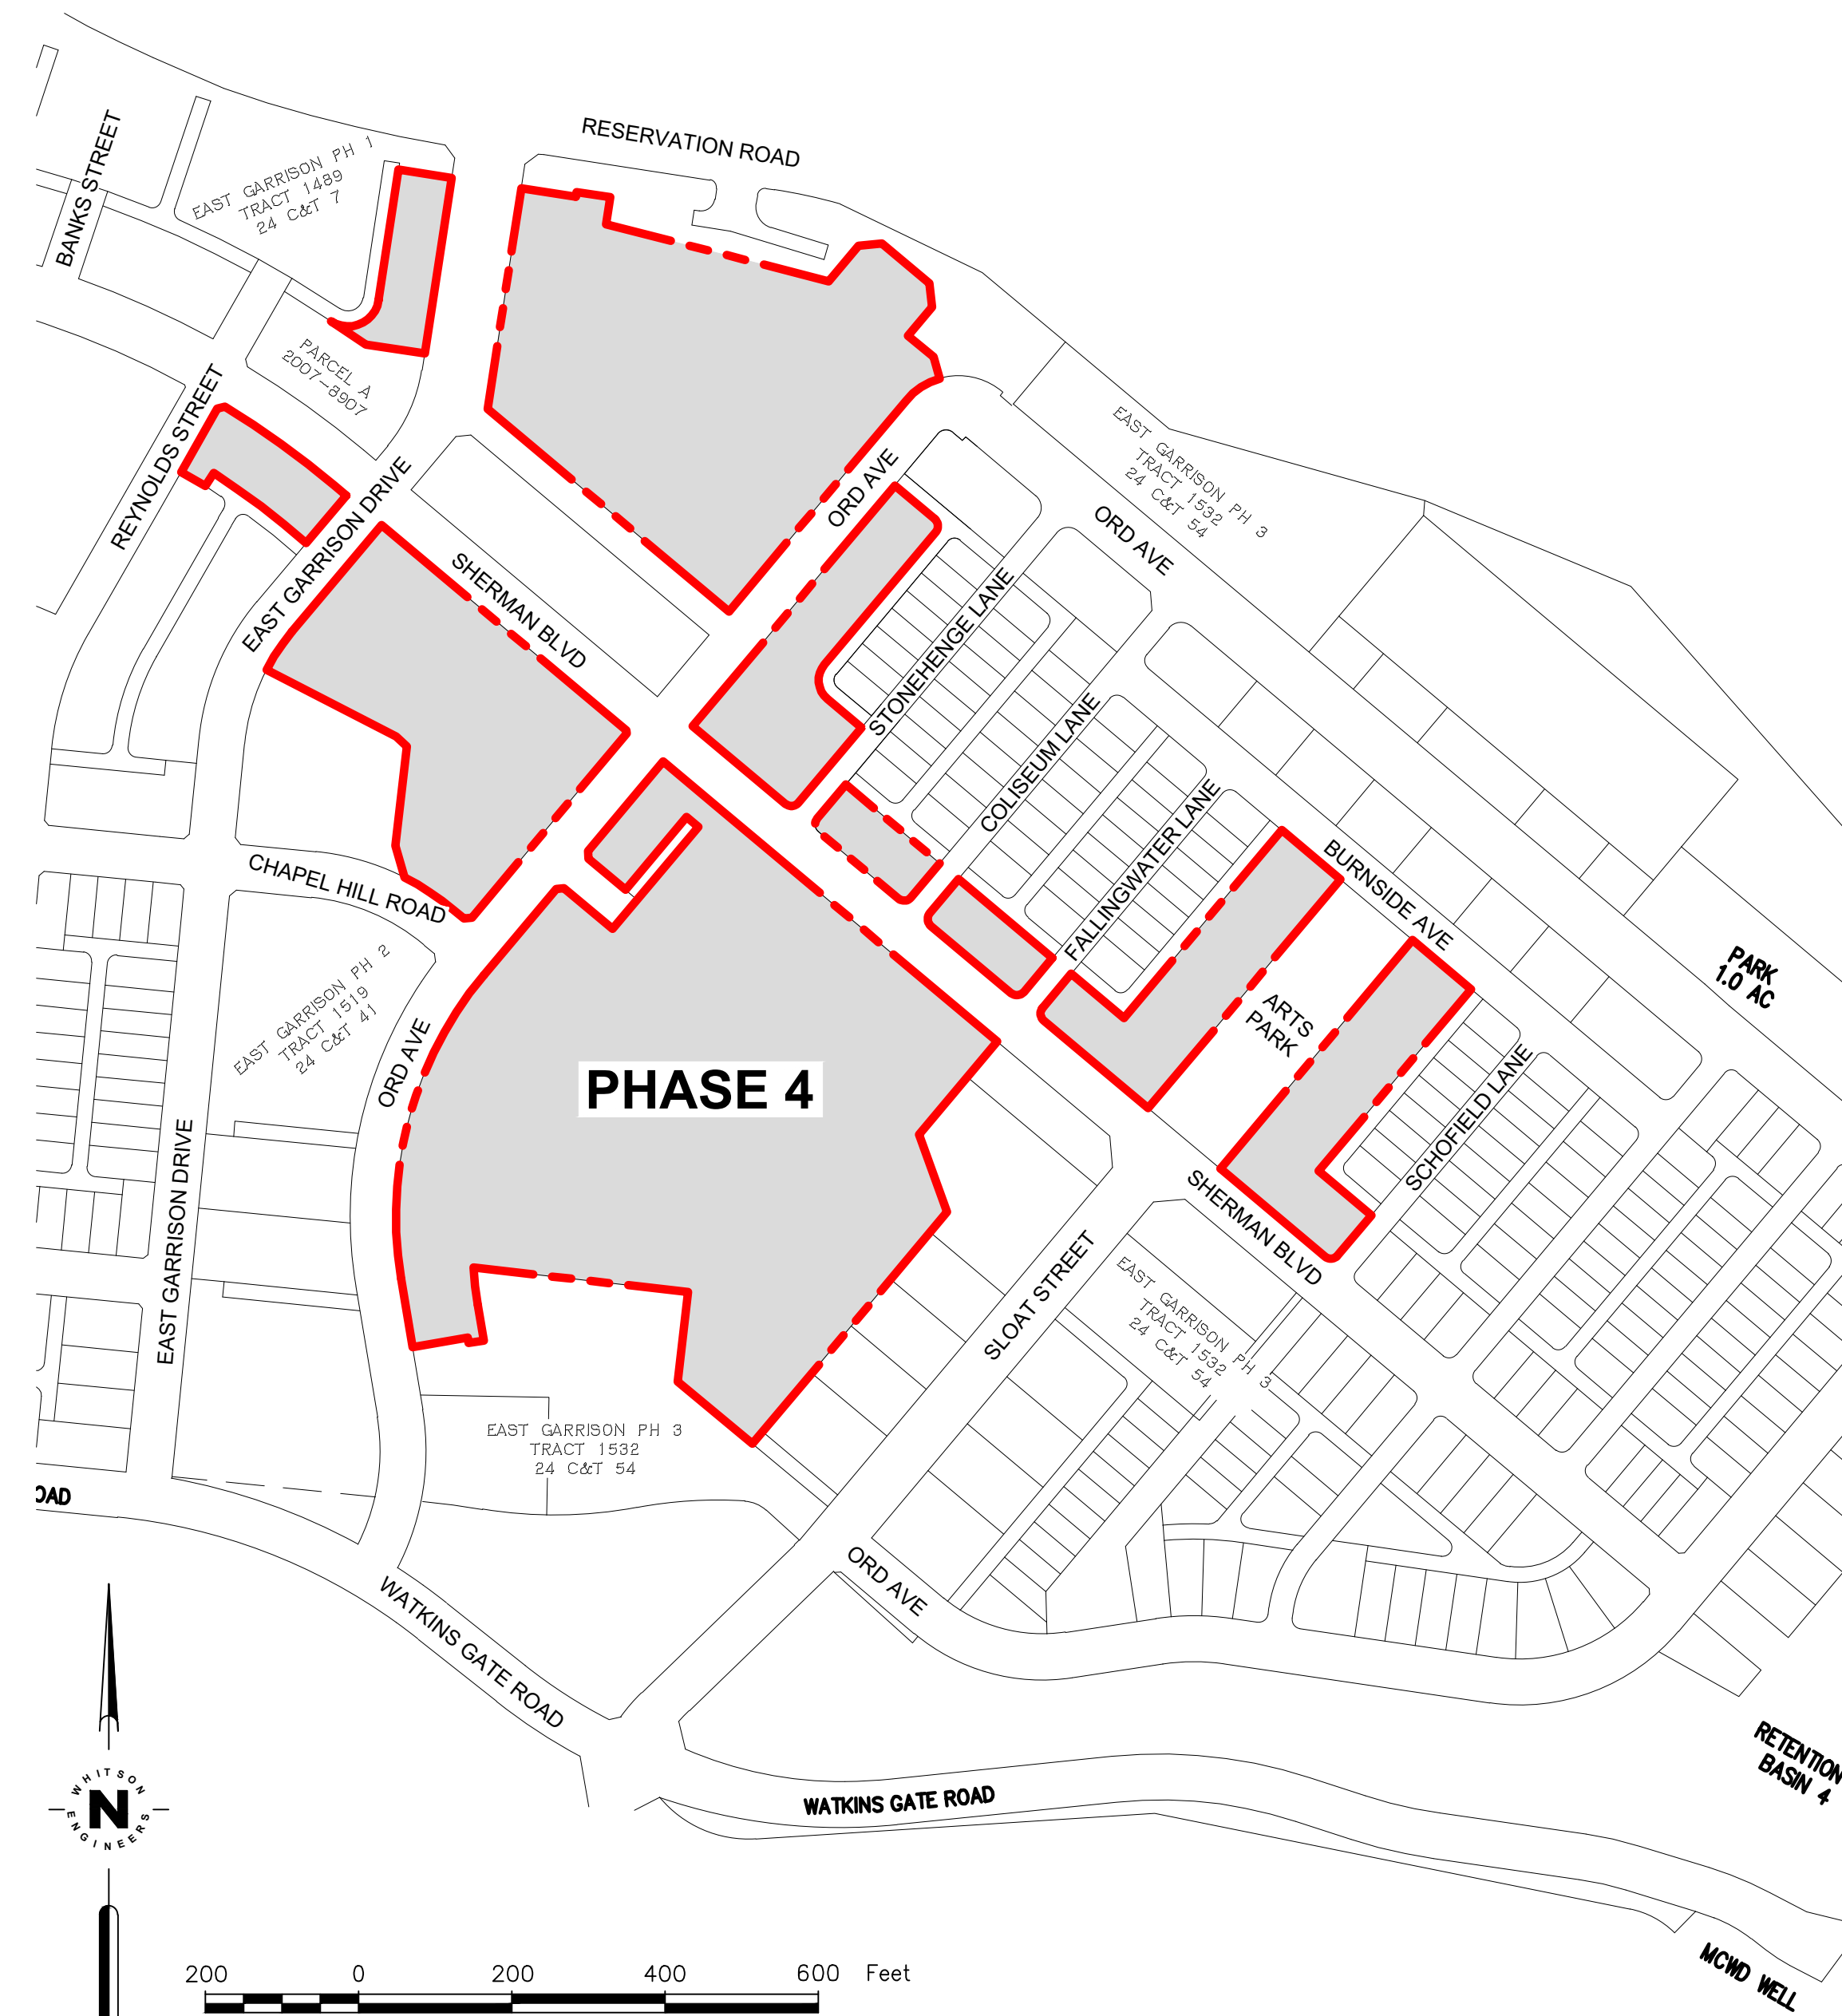 RESERVATION ROAD
BANKS STREET
EAST GARRISON PH 1
TRACT 1489
24 C&T 7
PARCEL A
2007-8907
REYNOLDS STREET
EAST GARRISON DRIVE
SHERMAN BLVD
ORD AVE
EAST GARRISON PH 3
TRACT 1532
24 C&T 54
ORD AVE
STONEHENGE LANE
COLISEUM LANE
FALLINGWATER LANE
BURNSIDE AVE
CHAPEL HILL ROAD
EAST GARRISON PH 2
TRACT 1519
24 C&T 41
ORD AVE
PHASE 4
ARTS
PARK
PARK
1.0 AC
SCHOFIELD LANE
SHERMAN BLVD
EAST GARRISON DRIVE
SLOAT STREET
EAST GARRISON PH 3
TRACT 1532
24 C&T 54
EAST GARRISON PH 3
TRACT 1532
24 C&T 54
OAD
ORD AVE
WATKINS GATE ROAD
WATKINS GATE ROAD
RETENTION
BASIN 4
MCWD WELL
WHITSON
N
ENGINEERS
200 0 200 400 600 Feet